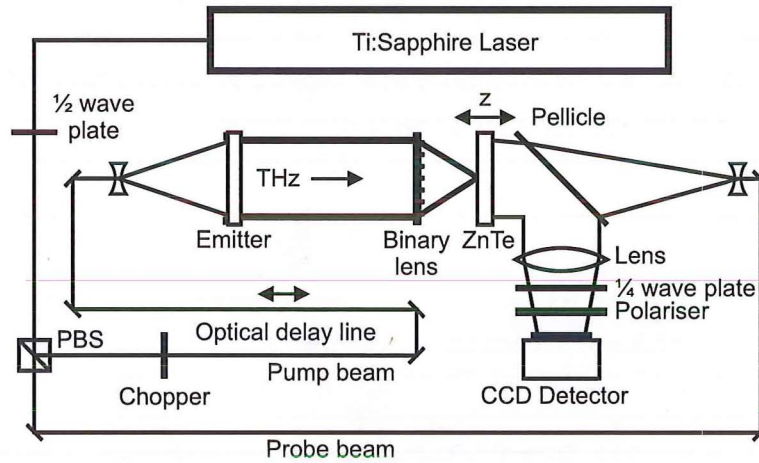 Ti:Sapphire Laser
½ wave
plate
z
Pellicle
THz
Emitter
Binary
lens
ZnTe
Lens
¼ wave plate
Polariser
Optical delay line
PBS
Pump beam
Chopper
CCD Detector
Probe beam